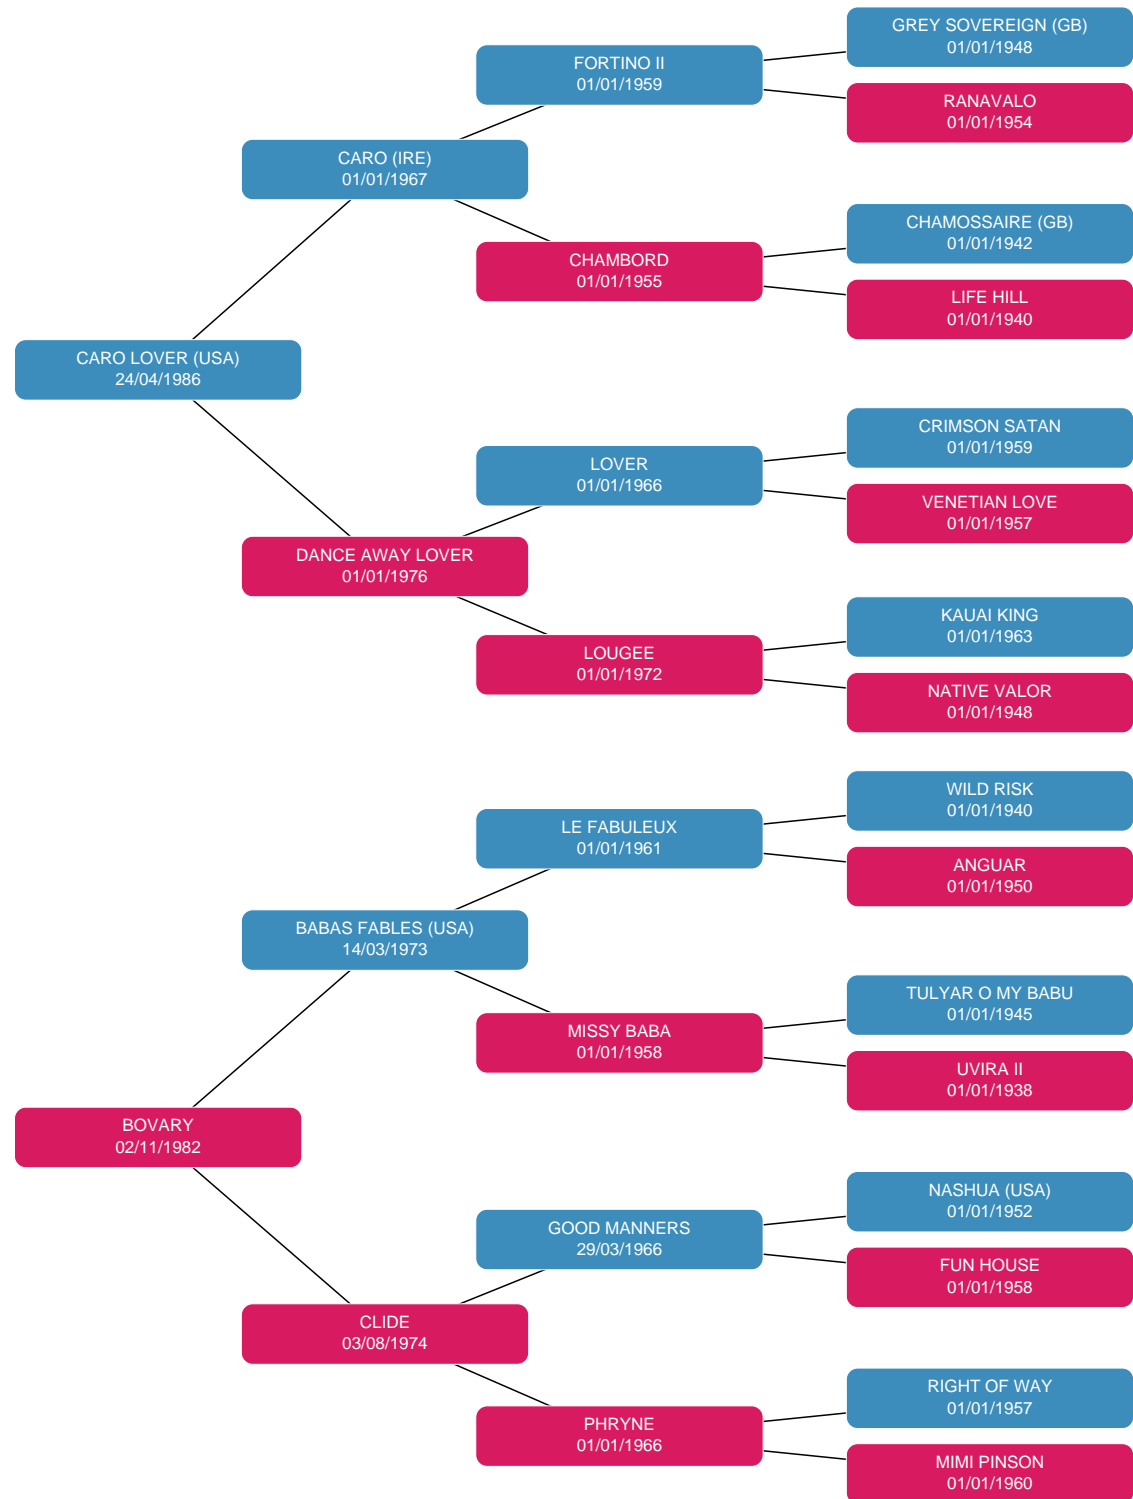 GREY SOVEREIGN (GB)
01/01/1948
FORTINO II
01/01/1959
RANAVALO
01/01/1954
CARO (IRE)
01/01/1967
CHAMOSSAIRE (GB)
01/01/1942
CHAMBORD
01/01/1955
LIFE HILL
01/01/1940
CARO LOVER (USA)
24/04/1986
CRIMSON SATAN
01/01/1959
LOVER
01/01/1966
VENETIAN LOVE
01/01/1957
DANCE AWAY LOVER
01/01/1976
KAUAI KING
01/01/1963
LOUGEE
01/01/1972
NATIVE VALOR
01/01/1948
WILD RISK
01/01/1940
LE FABULEUX
01/01/1961
ANGUAR
01/01/1950
BABAS FABLES (USA)
14/03/1973
TULYAR O MY BABU
01/01/1945
MISSY BABA
01/01/1958
UVIRA II
01/01/1938
BOVARY
02/11/1982
NASHUA (USA)
01/01/1952
GOOD MANNERS
29/03/1966
FUN HOUSE
01/01/1958
CLIDE
03/08/1974
RIGHT OF WAY
01/01/1957
PHRYNE
01/01/1966
MIMI PINSON
01/01/1960